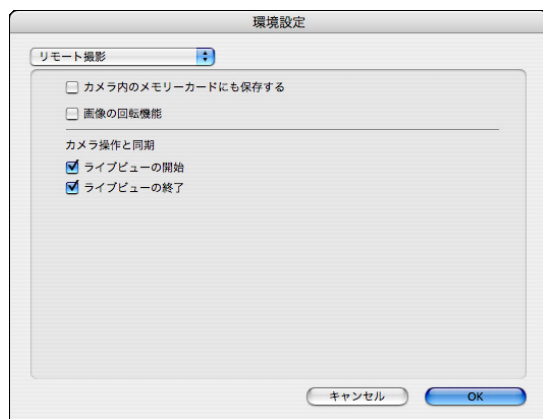 環境設定
リモート撮影
カメラ内のメモリーカードにも保存する
画像の回転機能
カメラ操作と同期
ライブビューの開始
ライブビューの終了
キャンセル OK